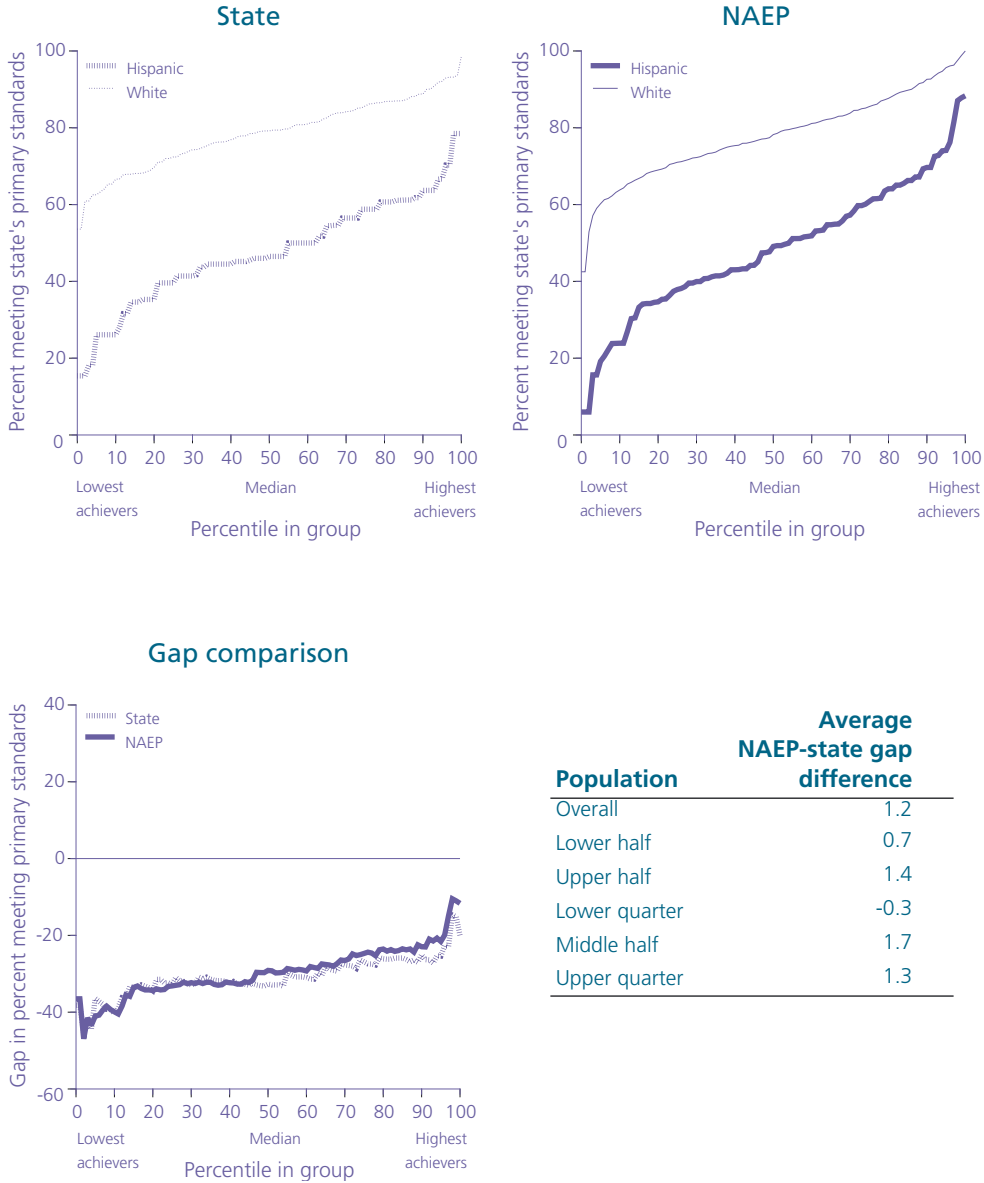 State
Percent meeting state's primary standards
100
80
60
40
20
0
Hispanic
White
0 10 20 30 40 50 60 70 80 90 100
Lowest achievers
Median
Highest achievers
Percentile in group
NAEP
Percent meeting state's primary standards
100
80
60
40
20
0
Hispanic
White
0 10 20 30 40 50 60 70 80 90 100
Lowest achievers
Median
Highest achievers
Percentile in group
Gap comparison
Gap in percent meeting primary standards
40
20
0
-20
-40
-60
State
NAEP
0 10 20 30 40 50 60 70 80 90 100
Lowest achievers
Median
Highest achievers
Percentile in group
Average
NAEP-state gap
Population difference
Overall 1.2
Lower half 0.7
Upper half 1.4
Lower quarter -0.3
Middle half 1.7
Upper quarter 1.3